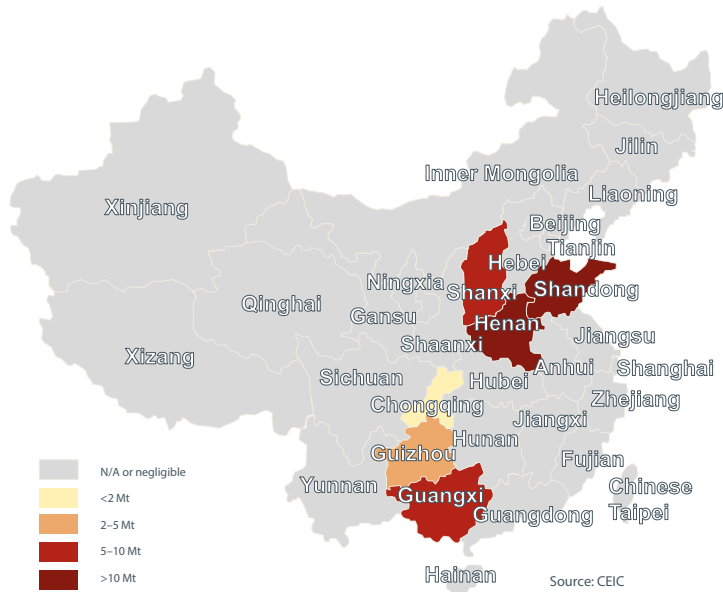 Heilongjiang
Jilin
Inner Mongolia
Liaoning
Xinjiang
Beijing
Tianjin
Hebei
Ningxia
Shanxi
Shandong
Qinghai
Gansu
Henan
Jiangsu
Shaanxi
Xizang
Anhui
Shanghai
Sichuan
Hubei
Zhejiang
Chongqing
Jiangxi
Hunan
Guizhou
Fujian
Yunnan
Chinese
Taipei
Guangxi
Guangdong
Hainan
N/A or negligible
<2 Mt
2–5 Mt
5–10 Mt
>10 Mt
Source: CEIC